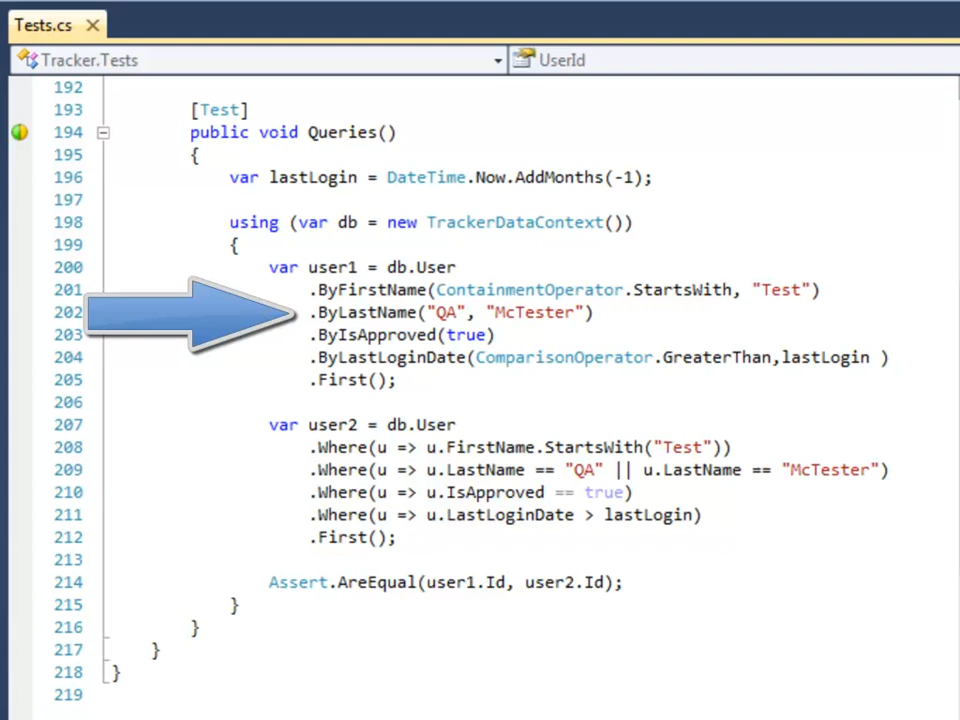 Tests.cs
Tracker.Tests UserId
192
193 [Test]
194 public void Queries()
195 {
196 var lastLogin = DateTime.Now.AddMonths(-1);
197
198 using (var db = new TrackerDataContext())
199 {
200 var user1 = db.User
201 .ByFirstName(ContainmentOperator.StartsWith, "Test")
202 .ByLastName("QA", "McTester")
203 .ByIsApproved(true)
204 .ByLastLoginDate(ComparisonOperator.GreaterThan,lastLogin )
205 .First();
206
207 var user2 = db.User
208 .Where(u => u.FirstName.StartsWith("Test"))
209 .Where(u => u.LastName == "QA" || u.LastName == "McTester")
210 .Where(u => u.IsApproved == true)
211 .Where(u => u.LastLoginDate > lastLogin)
212 .First();
213
214 Assert.AreEqual(user1.Id, user2.Id);
215 }
216 }
217 }
218 }
219